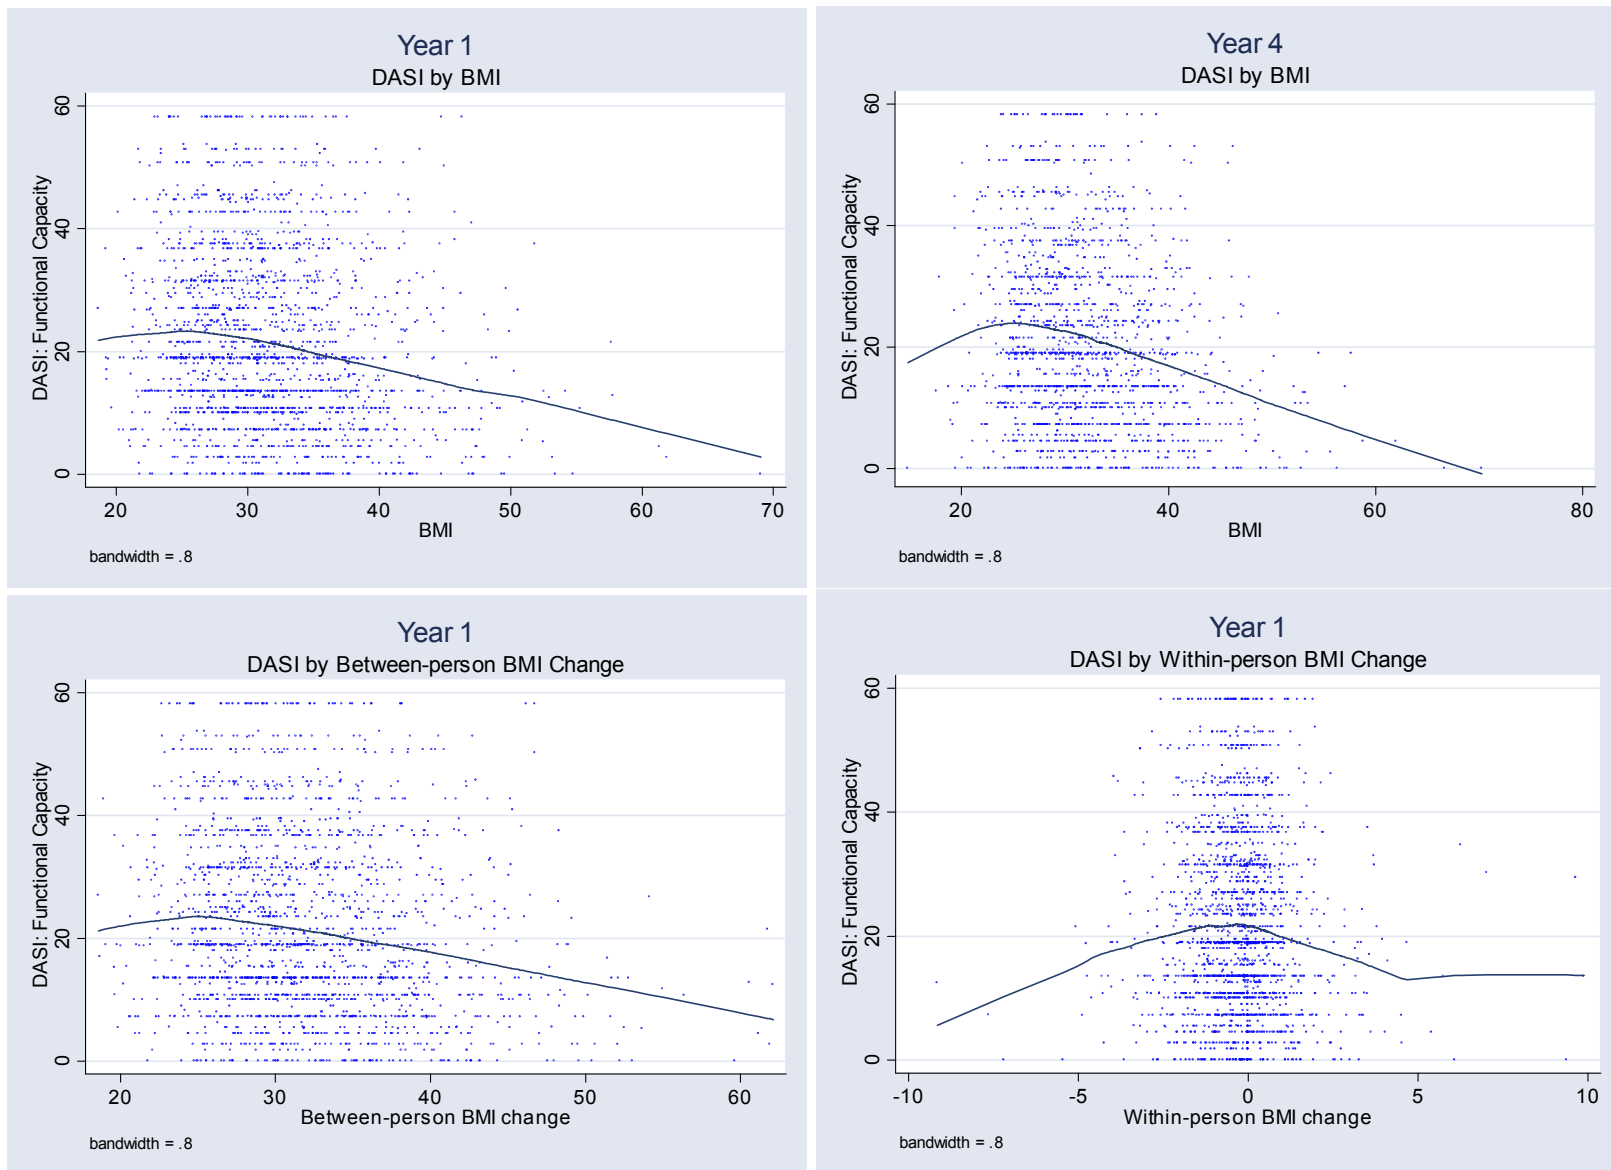 Year 1
DASI by BMI
DASI: Functional Capacity
60
40
20
0
20 30 40 50 60 70
BMI
bandwidth = .8
Year 4
DASI by BMI
DASI: Functional Capacity
60
40
20
0
20 40 60 80
BMI
bandwidth = .8
Year 1
DASI by Between-person BMI Change
DASI: Functional Capacity
60
40
20
0
20 30 40 50 60
Between-person BMI change
bandwidth = .8
Year 1
DASI by Within-person BMI Change
DASI: Functional Capacity
60
40
20
0
-10 -5 0 5 10
Within-person BMI change
bandwidth = .8